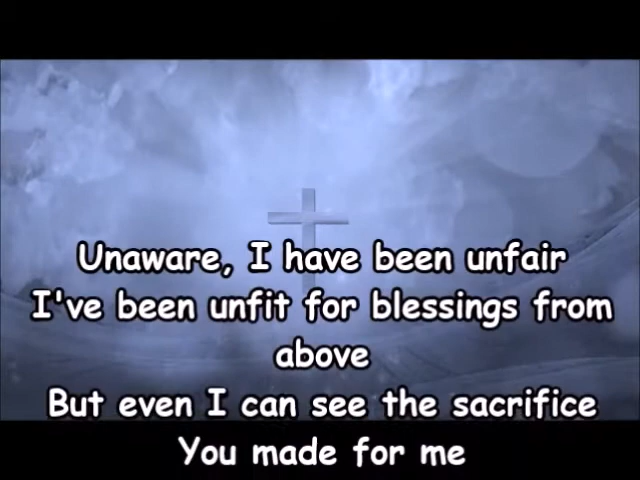 Unaware, I have been unfair
I've been unfit for blessings from
above
But even I can see the sacrifice
You made for me